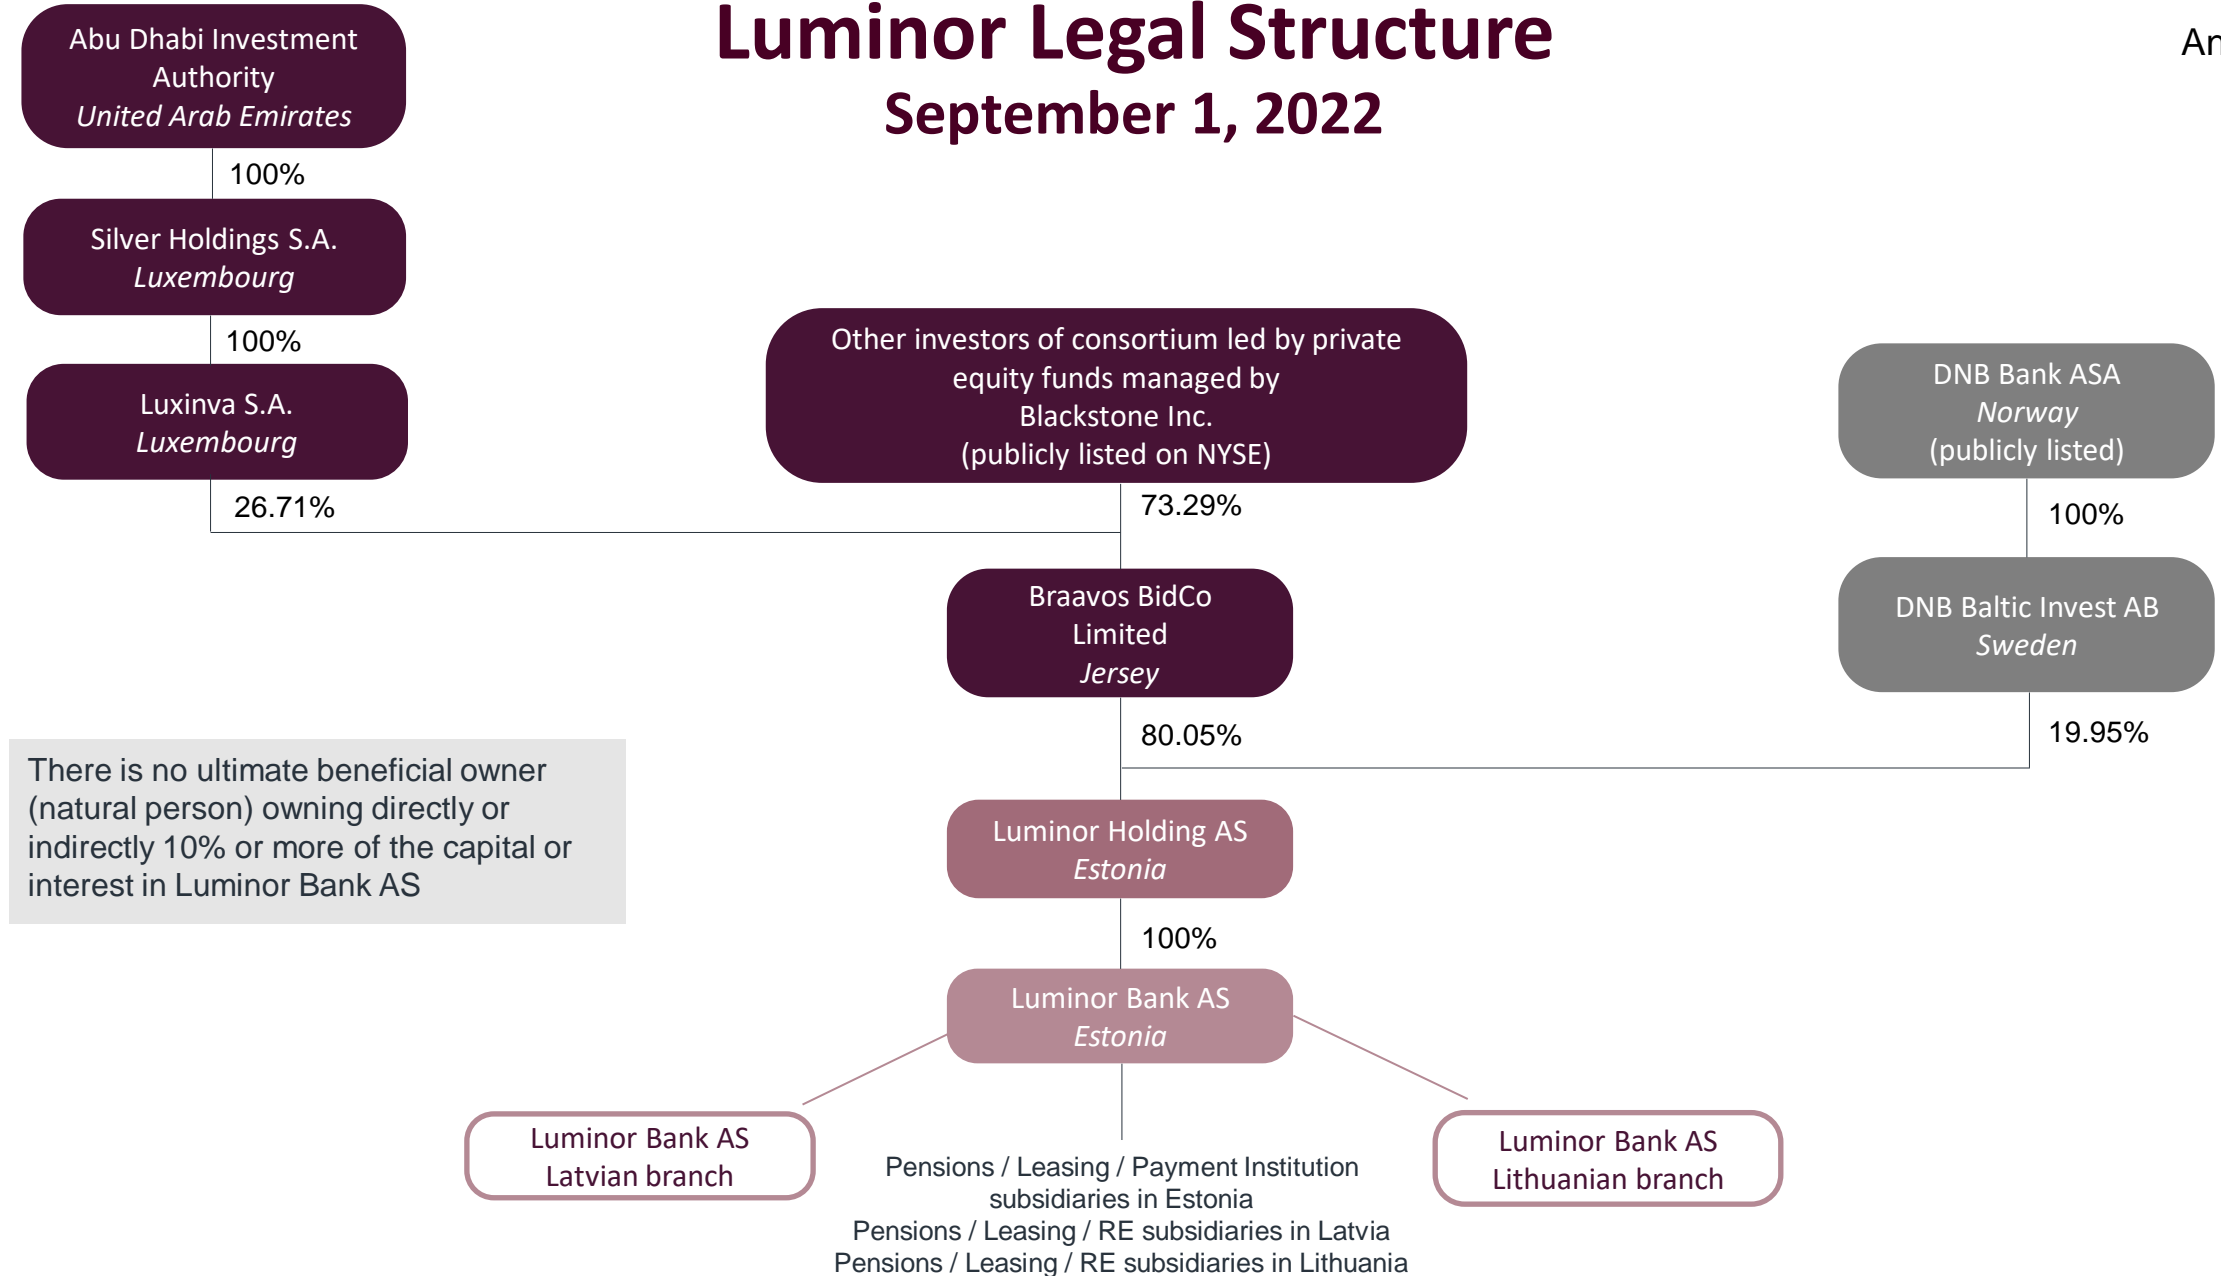 Luminor Legal Structure
September 1, 2022
An
Abu Dhabi Investment
Authority
United Arab Emirates
100%
Silver Holdings S.A.
Luxembourg
100%
Luxinva S.A.
Luxembourg
26.71%
Other investors of consortium led by private
equity funds managed by
Blackstone Inc.
(publicly listed on NYSE)
73.29%
DNB Bank ASA
Norway
(publicly listed)
100%
Braavos BidCo
Limited
Jersey
80.05%
DNB Baltic Invest AB
Sweden
19.95%
There is no ultimate beneficial owner
(natural person) owning directly or
indirectly 10% or more of the capital or
interest in Luminor Bank AS
Luminor Holding AS
Estonia
100%
Luminor Bank AS
Estonia
Luminor Bank AS
Latvian branch
Pensions / Leasing / Payment Institution
subsidiaries in Estonia
Pensions / Leasing / RE subsidiaries in Latvia
Pensions / Leasing / RE subsidiaries in Lithuania
Luminor Bank AS
Lithuanian branch